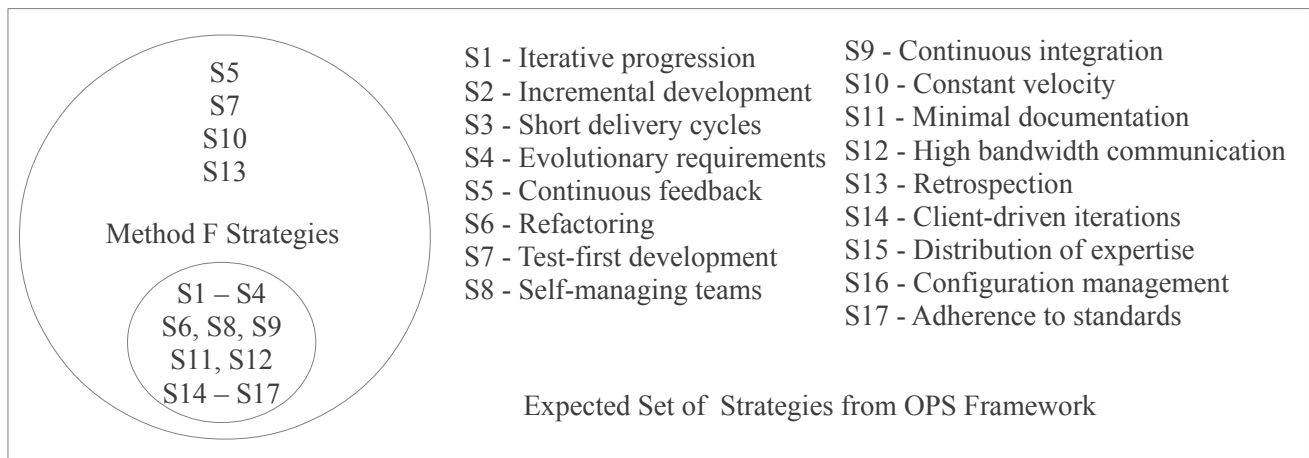 S5
S7
S10
S13
Method F Strategies
S1 – S4
S6, S8, S9
S11, S12
S14 – S17
S1 - Iterative progression
S2 - Incremental development
S3 - Short delivery cycles
S4 - Evolutionary requirements
S5 - Continuous feedback
S6 - Refactoring
S7 - Test-first development
S8 - Self-managing teams
S9 - Continuous integration
S10 - Constant velocity
S11 - Minimal documentation
S12 - High bandwidth communication
S13 - Retrospection
S14 - Client-driven iterations
S15 - Distribution of expertise
S16 - Configuration management
S17 - Adherence to standards
Expected Set of Strategies from OPS Framework